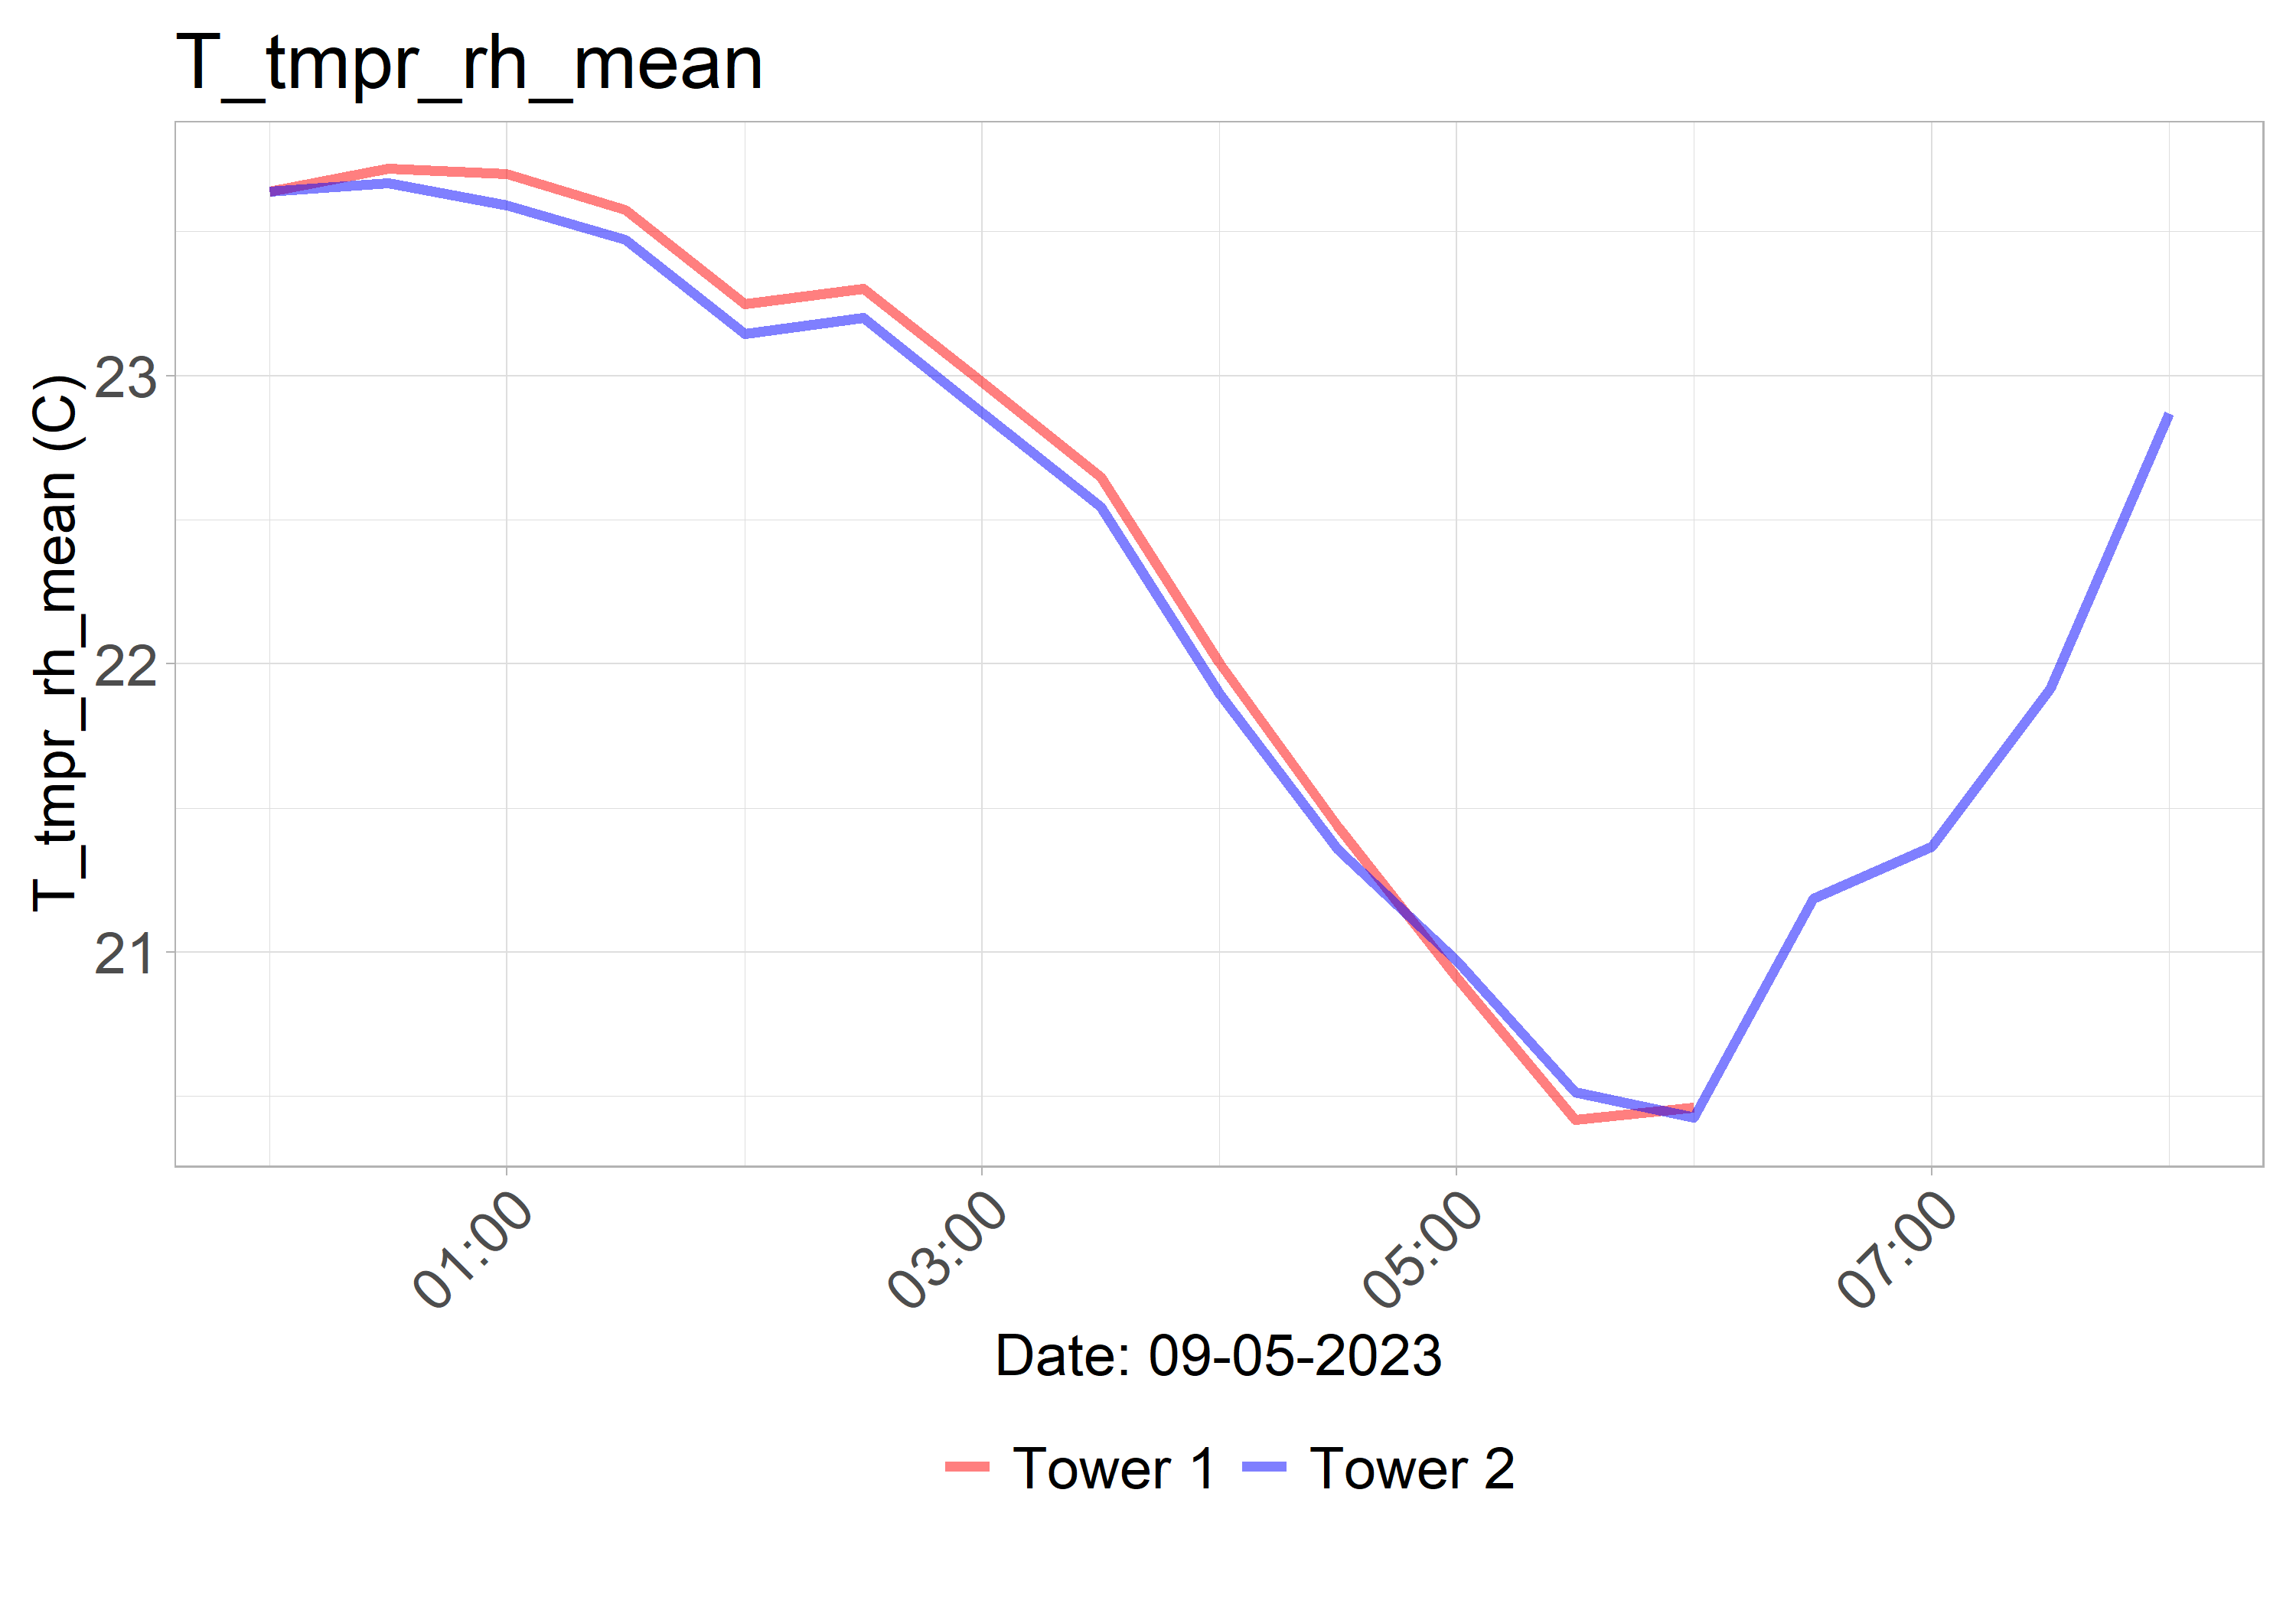 T_tmpr_rh_mean
T_tmpr_rh_mean (C)
23
22
21
01:00
03:00
05:00
07:00
Date: 09-05-2023
Tower 1
Tower 2